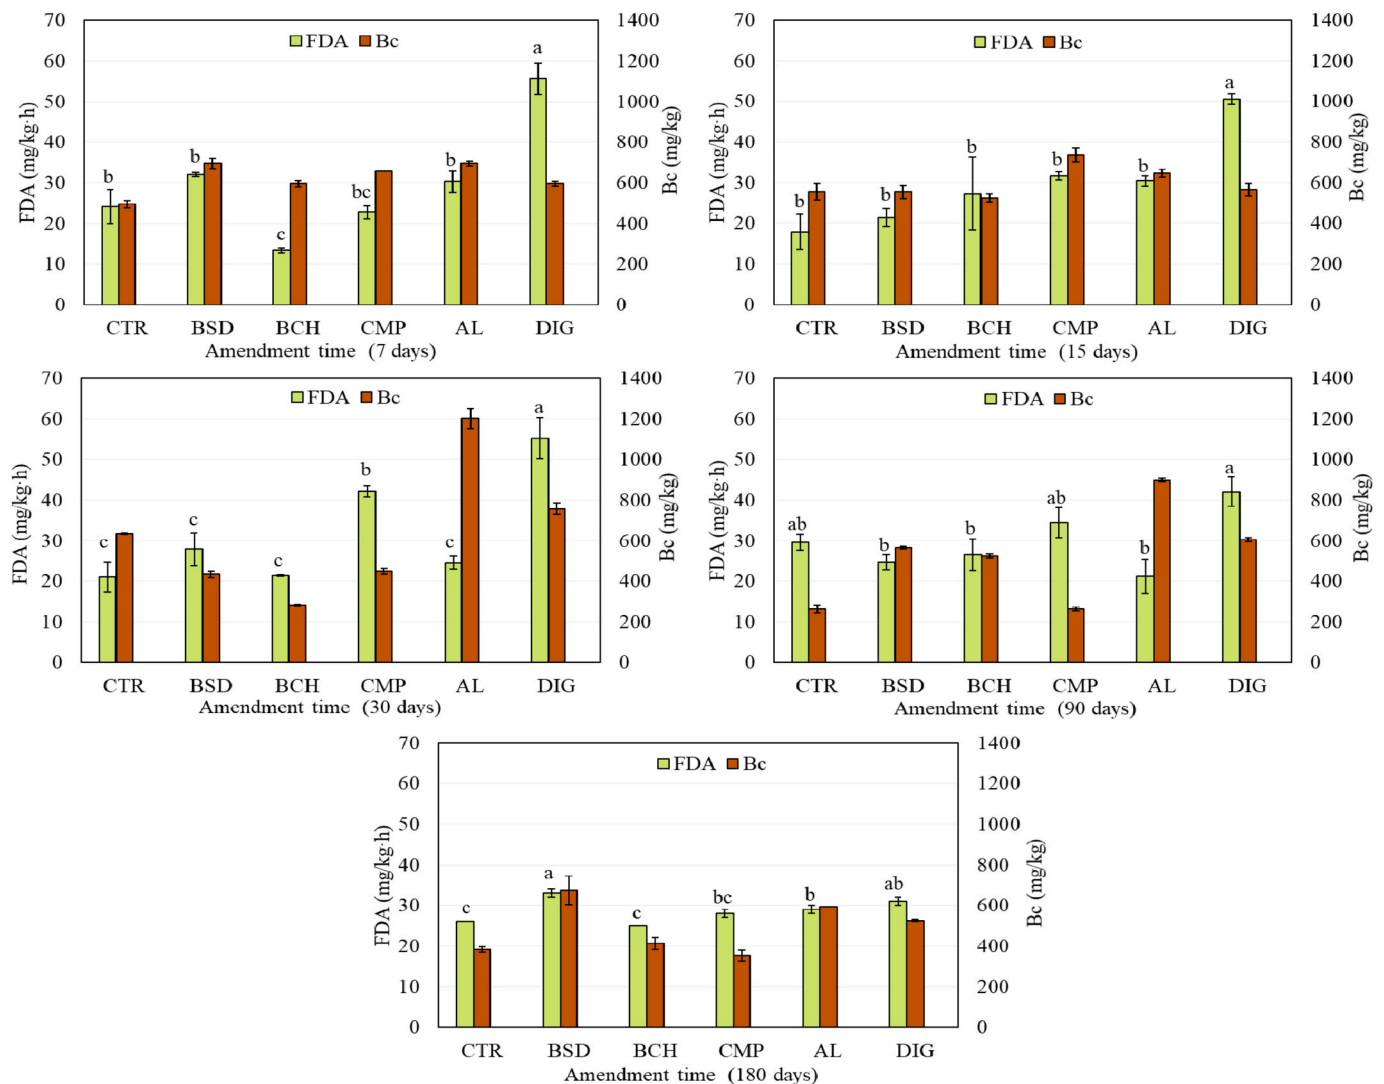 70
60
50
40
30
20
10
0
FDA (mg/kg·h)
1400
1200
1000
800
600
400
200
0
Bc (mg/kg)
FDA Bc
b b c bc b a
CTR BSD BCH CMP AL DIG
Amendment time (7 days)
70
60
50
40
30
20
10
0
FDA (mg/kg·h)
1400
1200
1000
800
600
400
200
0
Bc (mg/kg)
FDA Bc
b b b b b a
CTR BSD BCH CMP AL DIG
Amendment time (15 days)
70
60
50
40
30
20
10
0
FDA (mg/kg·h)
1400
1200
1000
800
600
400
200
0
Bc (mg/kg)
FDA Bc
c c c b c a
CTR BSD BCH CMP AL DIG
Amendment time (30 days)
70
60
50
40
30
20
10
0
FDA (mg/kg·h)
1400
1200
1000
800
600
400
200
0
Bc (mg/kg)
FDA Bc
ab b b ab b a
CTR BSD BCH CMP AL DIG
Amendment time (90 days)
70
60
50
40
30
20
10
0
FDA (mg/kg·h)
1400
1200
1000
800
600
400
200
0
Bc (mg/kg)
FDA Bc
c a c bc b ab
CTR BSD BCH CMP AL DIG
Amendment time (180 days)